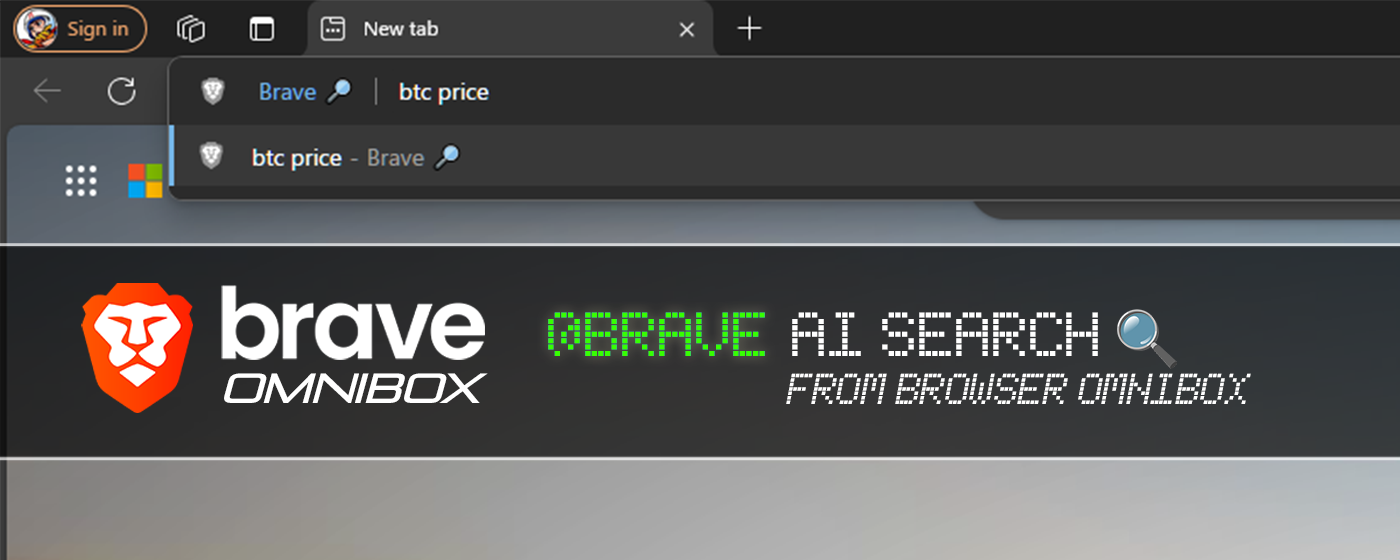 Sign in
New tab
Brave 🔎 | btc price
btc price - Brave 🔎
brave
OMNIBOX
@BRAVE AI SEARCH 🔍
FROM BROWSER OMNIBOX